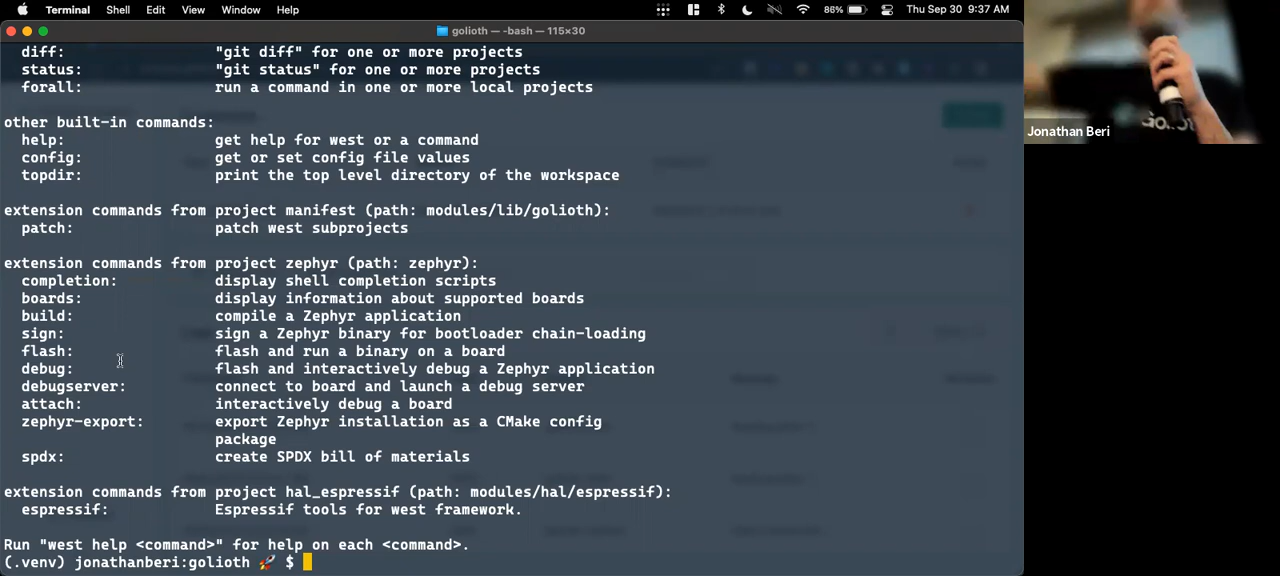 Terminal Shell Edit View Window Help 86% Thu Sep 30 9:37 AM
golioth — -bash — 115×30
diff: "git diff" for one or more projects
status: "git status" for one or more projects
forall: run a command in one or more local projects
other built-in commands:
help: get help for west or a command
config: get or set config file values
topdir: print the top level directory of the workspace
extension commands from project manifest (path: modules/lib/golioth):
patch: patch west subprojects
extension commands from project zephyr (path: zephyr):
completion: display shell completion scripts
boards: display information about supported boards
build: compile a Zephyr application
sign: sign a Zephyr binary for bootloader chain-loading
flash: flash and run a binary on a board
debug: flash and interactively debug a Zephyr application
debugserver: connect to board and launch a debug server
attach: interactively debug a board
zephyr-export: export Zephyr installation as a CMake config
package
spdx: create SPDX bill of materials
extension commands from project hal_espressif (path: modules/hal/espressif):
espressif: Espressif tools for west framework.
Run "west help <command>" for help on each <command>.
(.venv) jonathanberi:golioth 🚀 $
Jonathan Beri